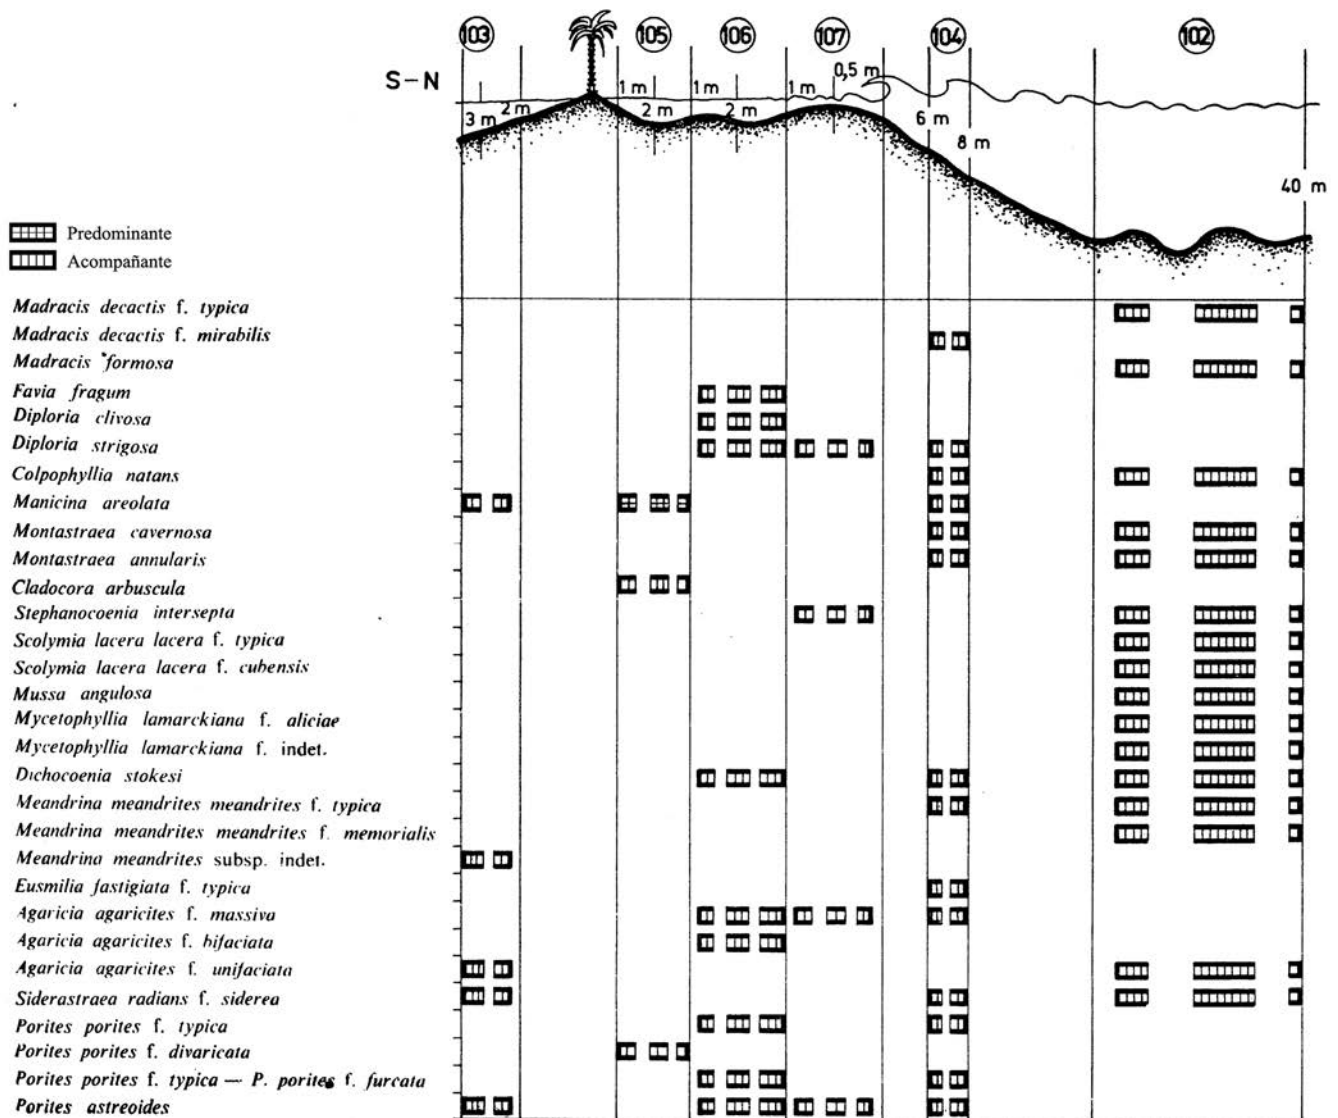 103 105 106 107 104 102
S-N
3 m 2 m 1 m 2 m 1 m 2 m 1 m 0,5 m 6 m 8 m 40 m
Predominante
Acompañante
Madracis decactis f. typica
Madracis decactis f. mirabilis
Madracis formosa
Favia fragum
Diploria clivosa
Diploria strigosa
Colpophyllia natans
Manicina areolata
Montastraea cavernosa
Montastraea annularis
Cladocora arbuscula
Stephanocoenia intersepta
Scolymia lacera lacera f. typica
Scolymia lacera lacera f. cubensis
Mussa angulosa
Mycetophyllia lamarckiana f. aliciae
Mycetophyllia lamarckiana f. indet.
Dichocoenia stokesi
Meandrina meandrites meandrites f. typica
Meandrina meandrites meandrites f. memorialis
Meandrina meandrites subsp. indet.
Eusmilia fastigiata f. typica
Agaricia agaricites f. massiva
Agaricia agaricites f. bifaciata
Agaricia agaricites f. unifaciata
Siderastraea radians f. siderea
Porites porites f. typica
Porites porites f. divaricata
Porites porites f. typica — P. porites f. furcata
Porites astreoides